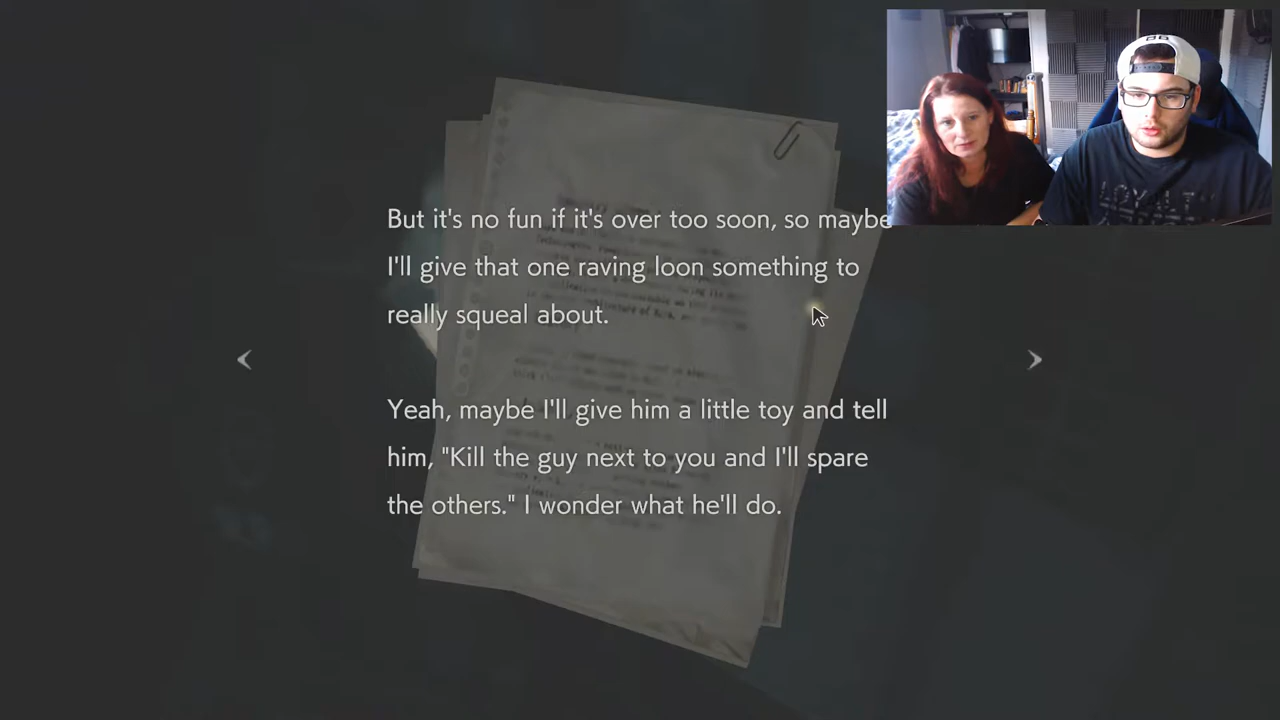 But it's no fun if it's over too soon, so maybe
I'll give that one raving loon something to
really squeal about.
Yeah, maybe I'll give him a little toy and tell
him, "Kill the guy next to you and I'll spare
the others." I wonder what he'll do.